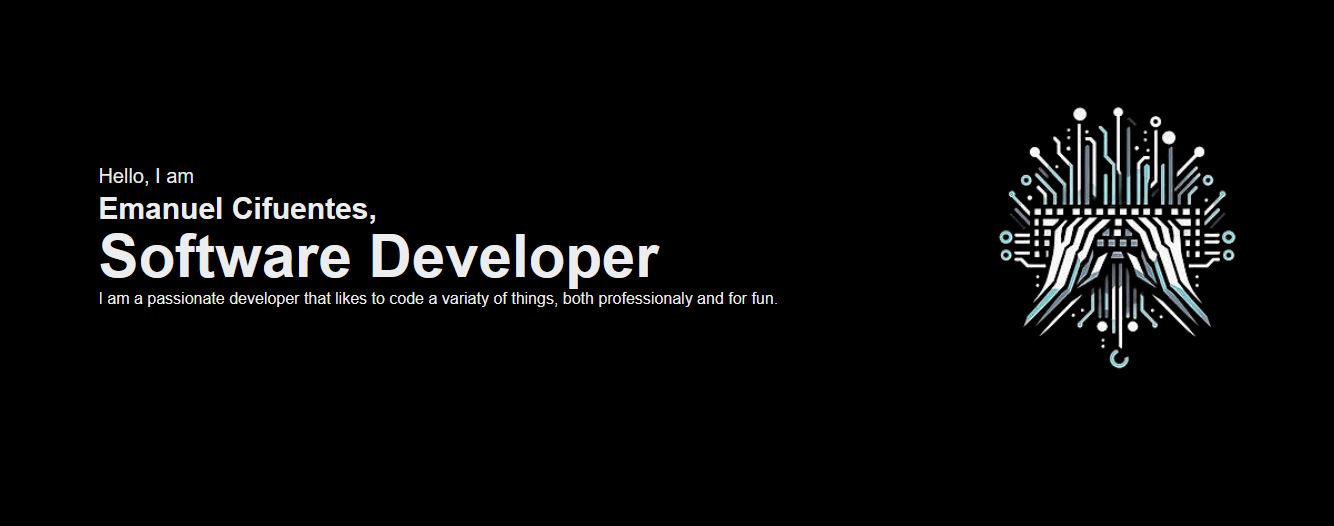 Hello, I am
Emanuel Cifuentes,
Software Developer
I am a passionate developer that likes to code a variaty of things, both professionaly and for fun.